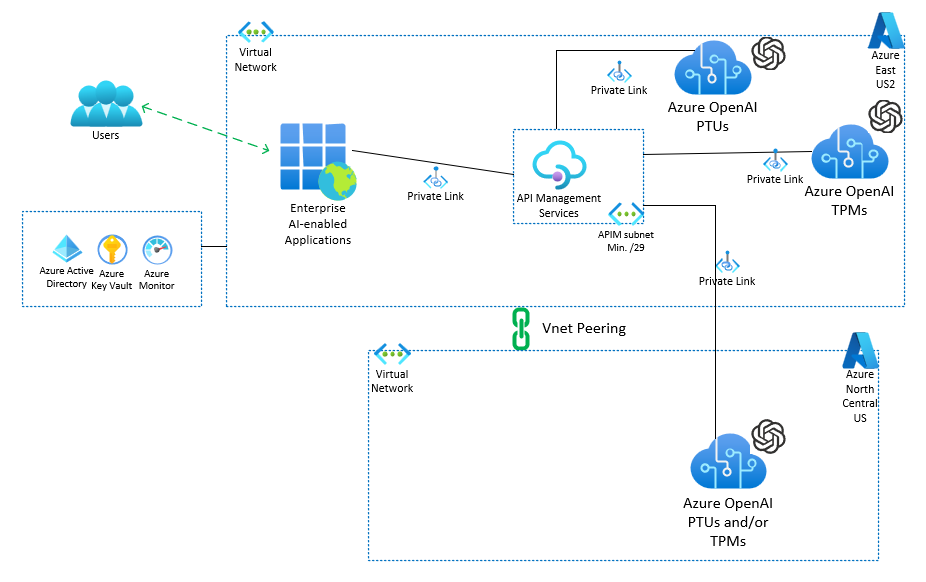 Virtual
Network
Azure
East
US2
Private Link
Azure OpenAI
PTUs
Users
Private Link
API Management
Services
Private Link
Azure OpenAI
TPMs
Enterprise
AI-enabled
Applications
APIM subnet
Min. /29
Azure Active
Directory
Azure
Key Vault
Azure
Monitor
Private Link
Vnet Peering
Virtual
Network
Azure
North
Central
US
Azure OpenAI
PTUs and/or
TPMs